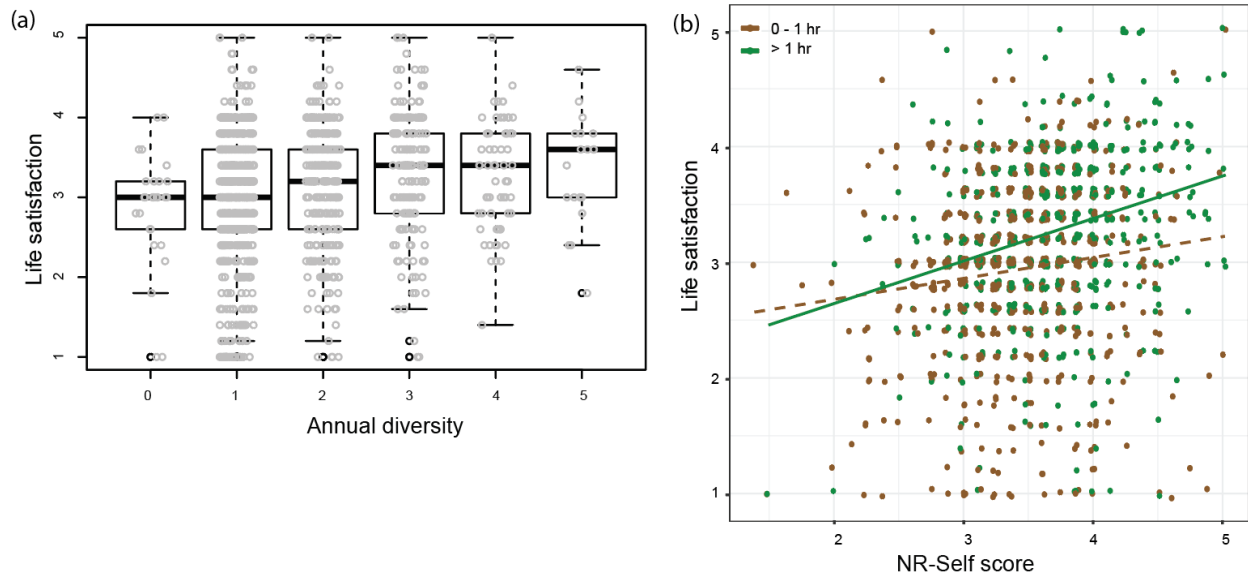 (a)
Life satisfaction
5
4
3
2
1
0 1 2 3 4 5
Annual diversity
(b)
0 - 1 hr
> 1 hr
Life satisfaction
5
4
3
2
1
2 3 4 5
NR-Self score